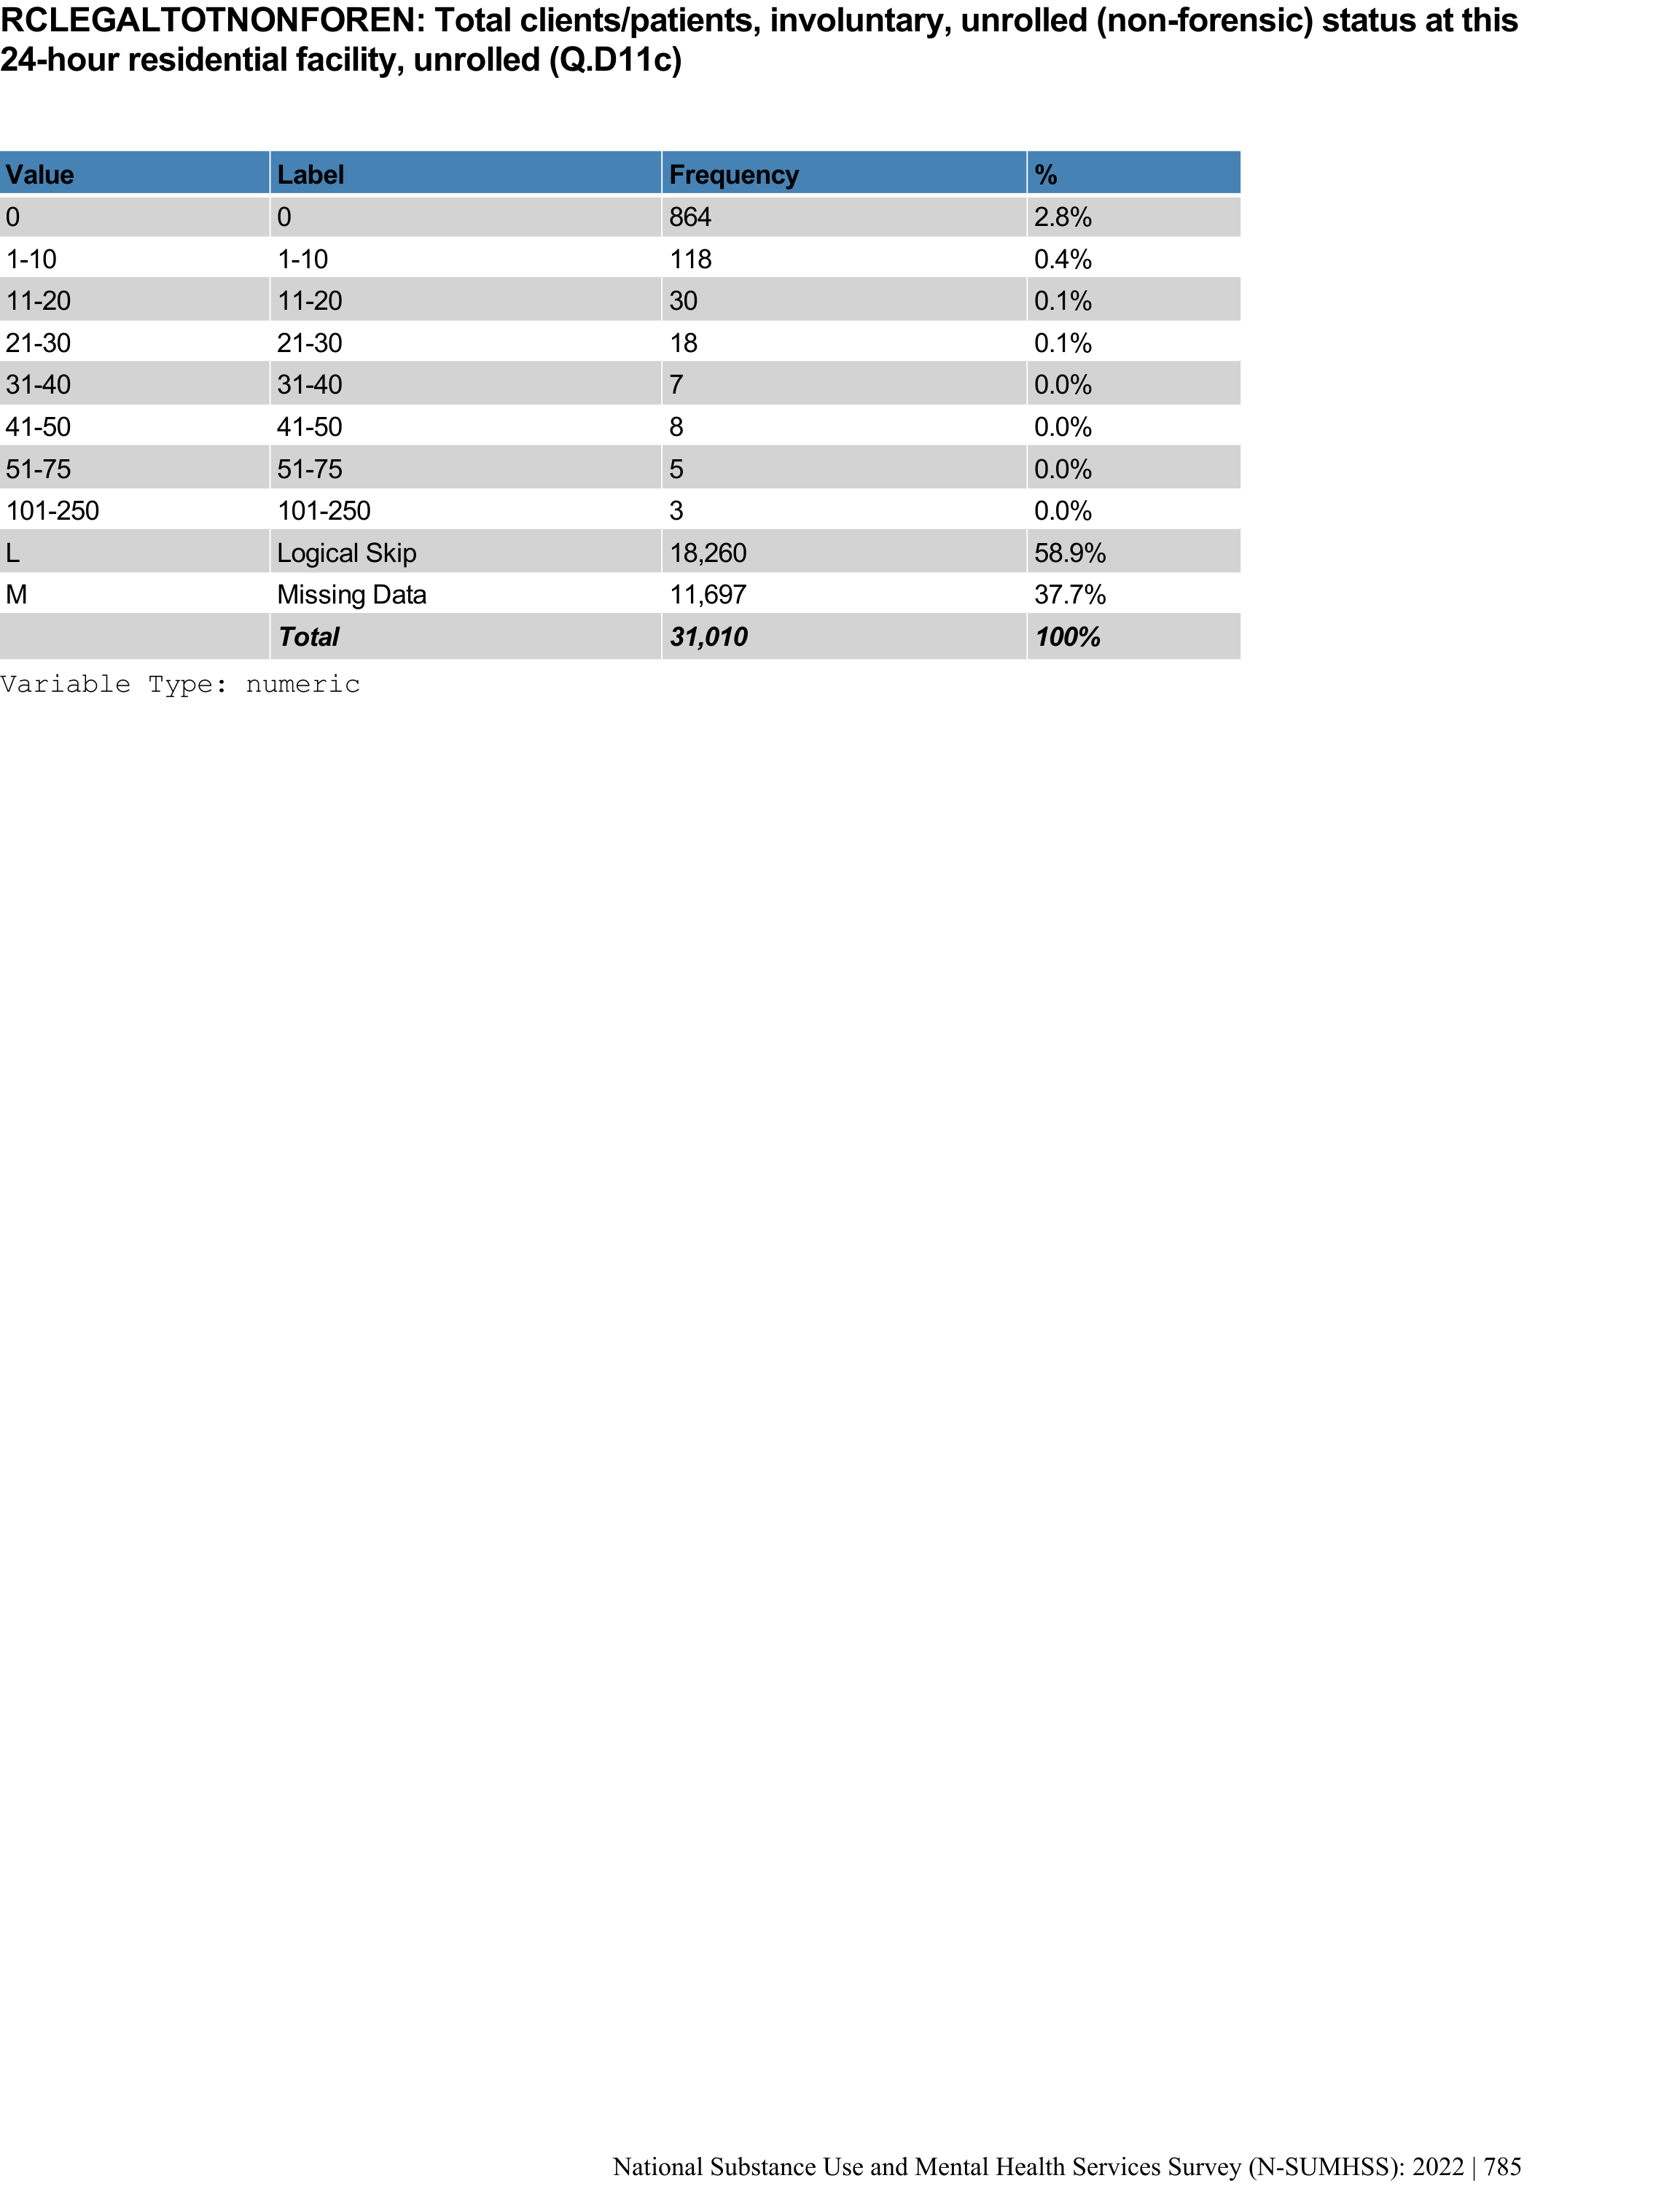 RCLEGALTOTNONFOREN: Total clients/patients, involuntary, unrolled (non-forensic) status at this
24-hour residential facility, unrolled (Q.D11c)
Value Label Frequency %
0 0 864 2.8%
1-10 1-10 118 0.4%
11-20 11-20 30 0.1%
21-30 21-30 18 0.1%
31-40 31-40 7 0.0%
41-50 41-50 8 0.0%
51-75 51-75 5 0.0%
101-250 101-250 3 0.0%
L Logical Skip 18,260 58.9%
M Missing Data 11,697 37.7%
Total 31,010 100%
Variable Type: numeric
National Substance Use and Mental Health Services Survey (N-SUMHSS): 2022 | 785